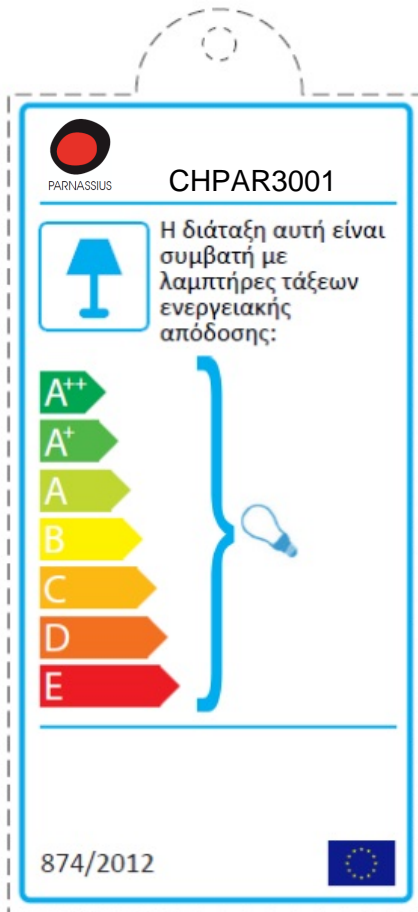 PARNASSIUS
CHPAR3001
Η διάταξη αυτή είναι
συμβατή με
λαμπτήρες τάξεων
ενεργειακής
απόδοσης:
A++
A+
A
B
C
D
E
874/2012